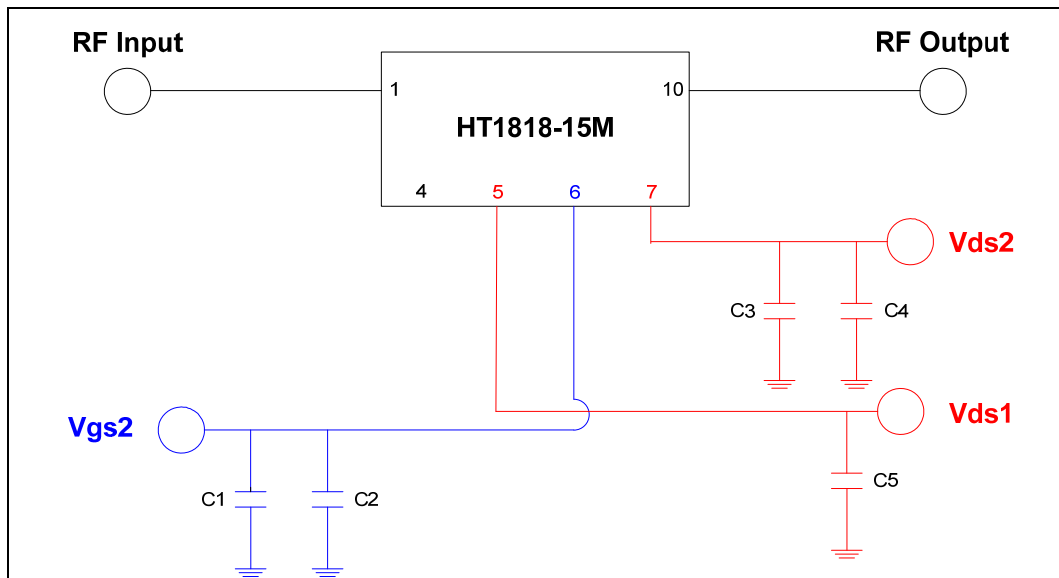 RF Input
RF Output
1
10
HT1818-15M
4
5
6
7
Vds2
C3
C4
Vgs2
Vds1
C1
C2
C5